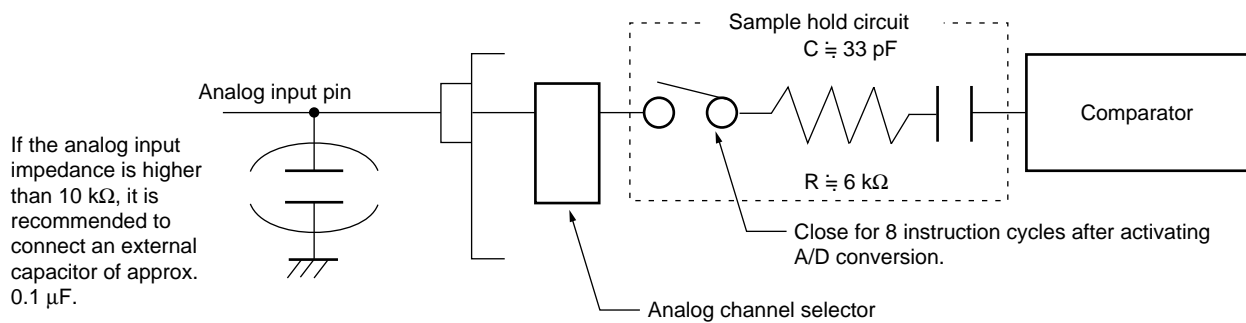 Sample hold circuit
C ≒ 33 pF
Analog input pin
Comparator
If the analog input
impedance is higher
than 10 kΩ, it is
recommended to
connect an external
capacitor of approx.
0.1 µF.
R ≒ 6 kΩ
Close for 8 instruction cycles after activating
A/D conversion.
Analog channel selector